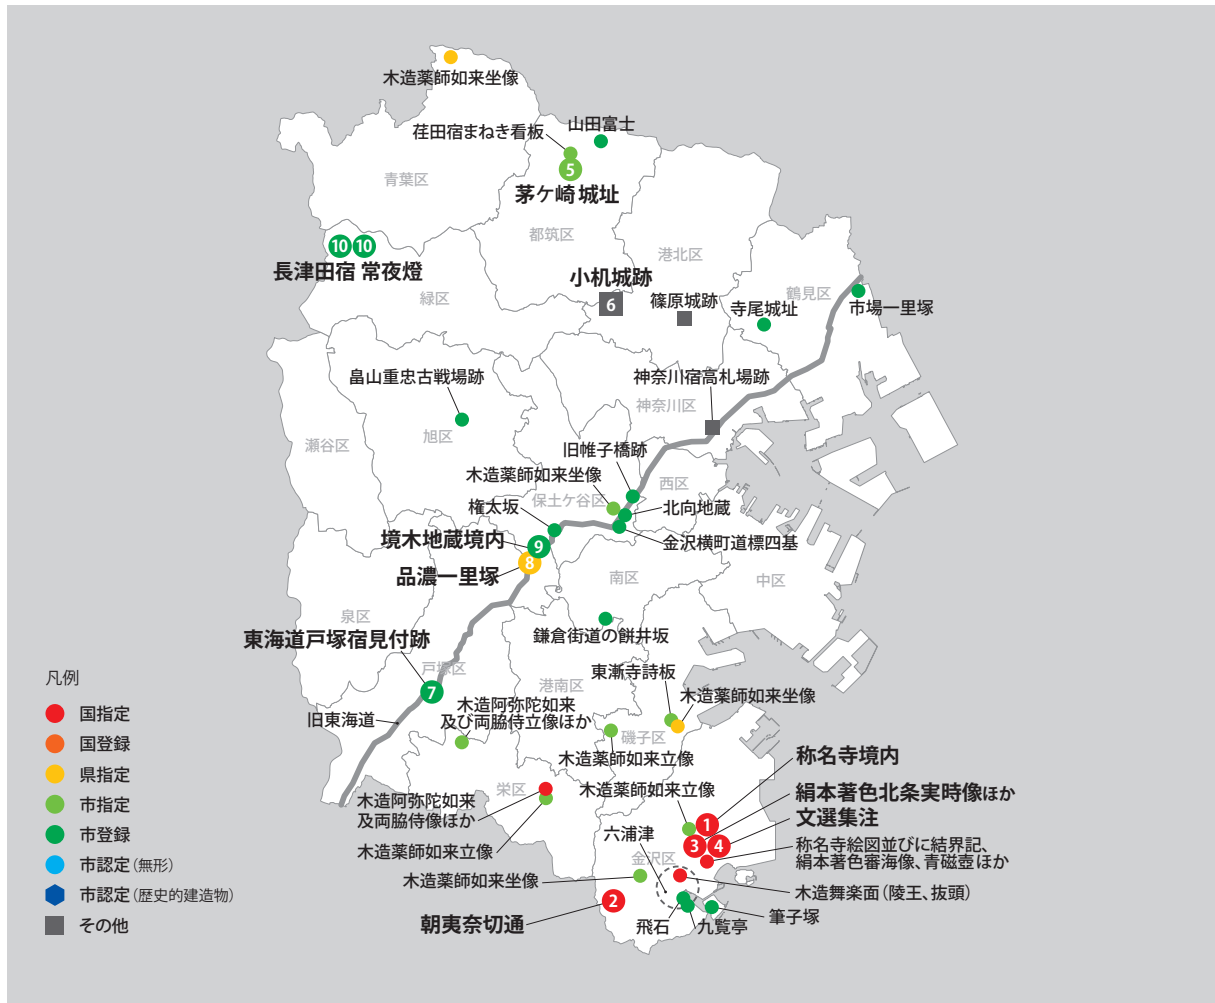 木造薬師如来坐像
荏田宿まねき看板
山田富士
5
茅ケ崎城址
青葉区
都筑区
港北区
10 10
長津田宿 常夜燈
緑区
小机城跡
6
篠原城跡
寺尾城址
鶴見区
市場一里塚
畠山重忠古戦場跡
神奈川宿高札場跡
神奈川区
瀬谷区
旭区
旧帷子橋跡
木造薬師如来坐像
保土ケ谷区
西区
権太坂
北向地蔵
境木地蔵境内
9
金沢横町道標四基
品濃一里塚
8
南区
中区
泉区
東海道戸塚宿見付跡
鎌倉街道の餅井坂
戸塚区
7
港南区
東漸寺詩板
木造薬師如来坐像
旧東海道
木造阿弥陀如来
及び両脇侍立像ほか
磯子区
木造薬師如来立像
栄区
木造薬師如来立像
称名寺境内
木造阿弥陀如来
及両脇侍像ほか
1
絹本著色北条実時像ほか
六浦津
3
4
文選集注
木造薬師如来立像
金沢区
称名寺絵図並びに結界記、
絹本著色審海像、青磁壺ほか
木造薬師如来坐像
木造舞楽面(陵王、抜頭)
朝夷奈切通
2
飛石
九覧亭
筆子塚
凡例
国指定
国登録
県指定
市指定
市登録
市認定(無形)
市認定(歴史的建造物)
その他